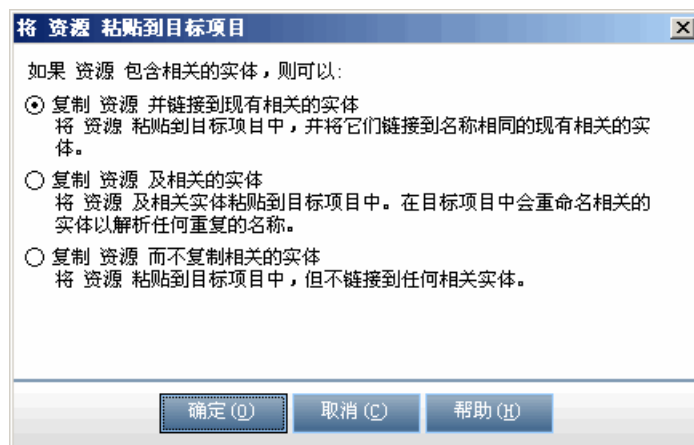 将 资源 粘贴到目标项目
如果 资源 包含相关的实体，则可以:
复制 资源 并链接到现有相关的实体
将 资源 粘贴到目标项目中，并将它们链接到名称相同的现有相关的实
体。
复制 资源 及相关的实体
将 资源 及相关实体粘贴到目标项目中。在目标项目中会重命名相关的
实体以解析任何重复的名称。
复制 资源 而不复制相关的实体
将 资源 粘贴到目标项目中，但不链接到任何相关实体。
确定(O) 取消(C) 帮助(H)